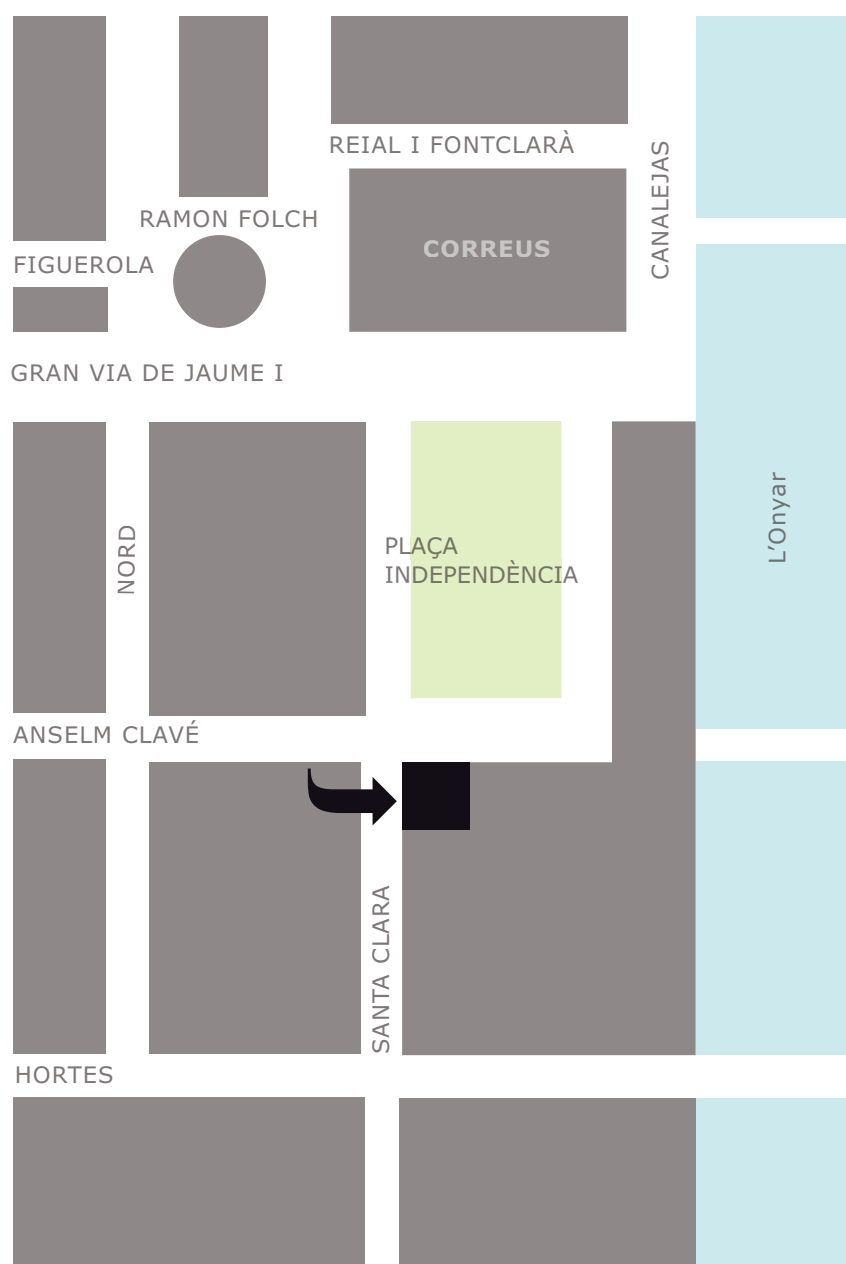 REIAL I FONTCLARÀ
CANALEJAS
RAMON FOLCH
CORREUS
FIGUEROLA
GRAN VIA DE JAUME I
L'Onyar
NORD
PLAÇA
INDEPENDÈNCIA
ANSELM CLAVÉ
SANTA CLARA
HORTES